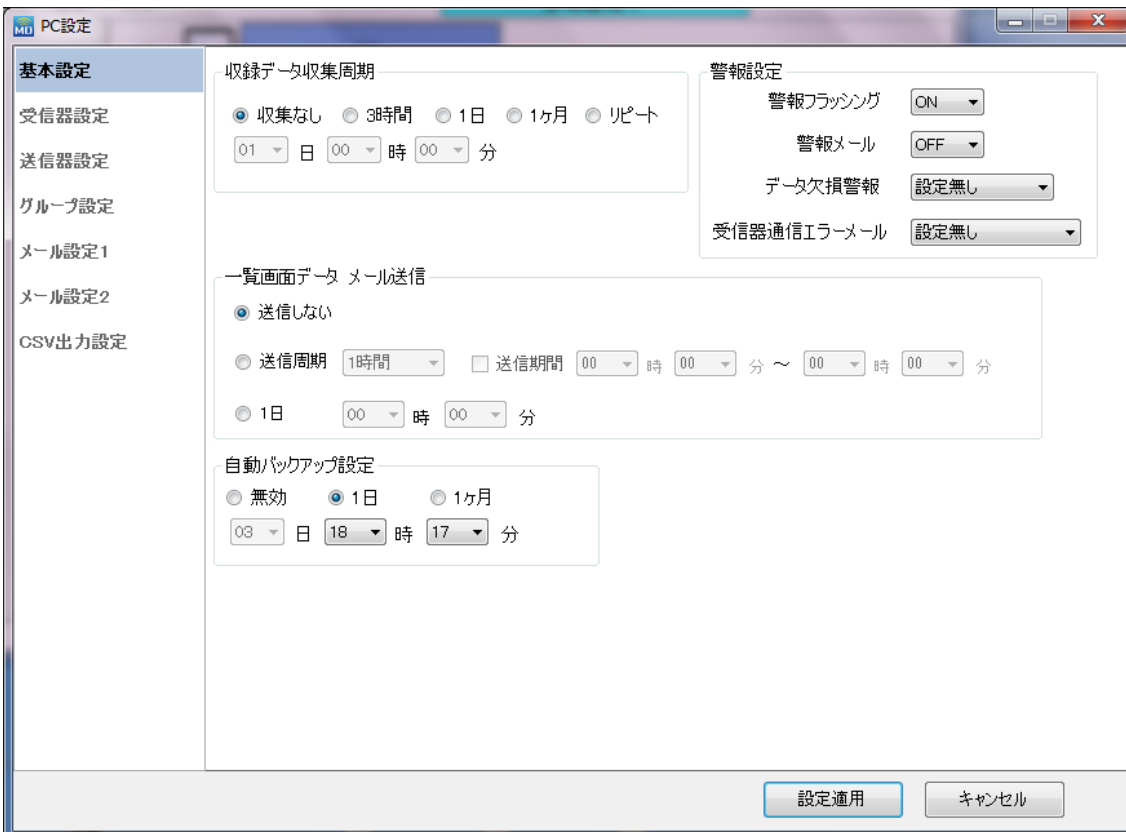 MD PC設定
基本設定
受信器設定
送信器設定
グループ設定
メール設定1
メール設定2
CSV出力設定
収録データ収集周期
収集なし 3時間 1日 1ヶ月 リピート
01 日 00 時 00 分
警報設定
警報フラッシング ON
警報メール OFF
データ欠損警報 設定無し
受信器通信エラーメール 設定無し
一覧画面データ メール送信
送信しない
送信周期 1時間 送信期間 00 時 00 分 ～ 00 時 00 分
1日 00 時 00 分
自動バックアップ設定
無効 1日 1ヶ月
03 日 18 時 17 分
設定適用 キャンセル